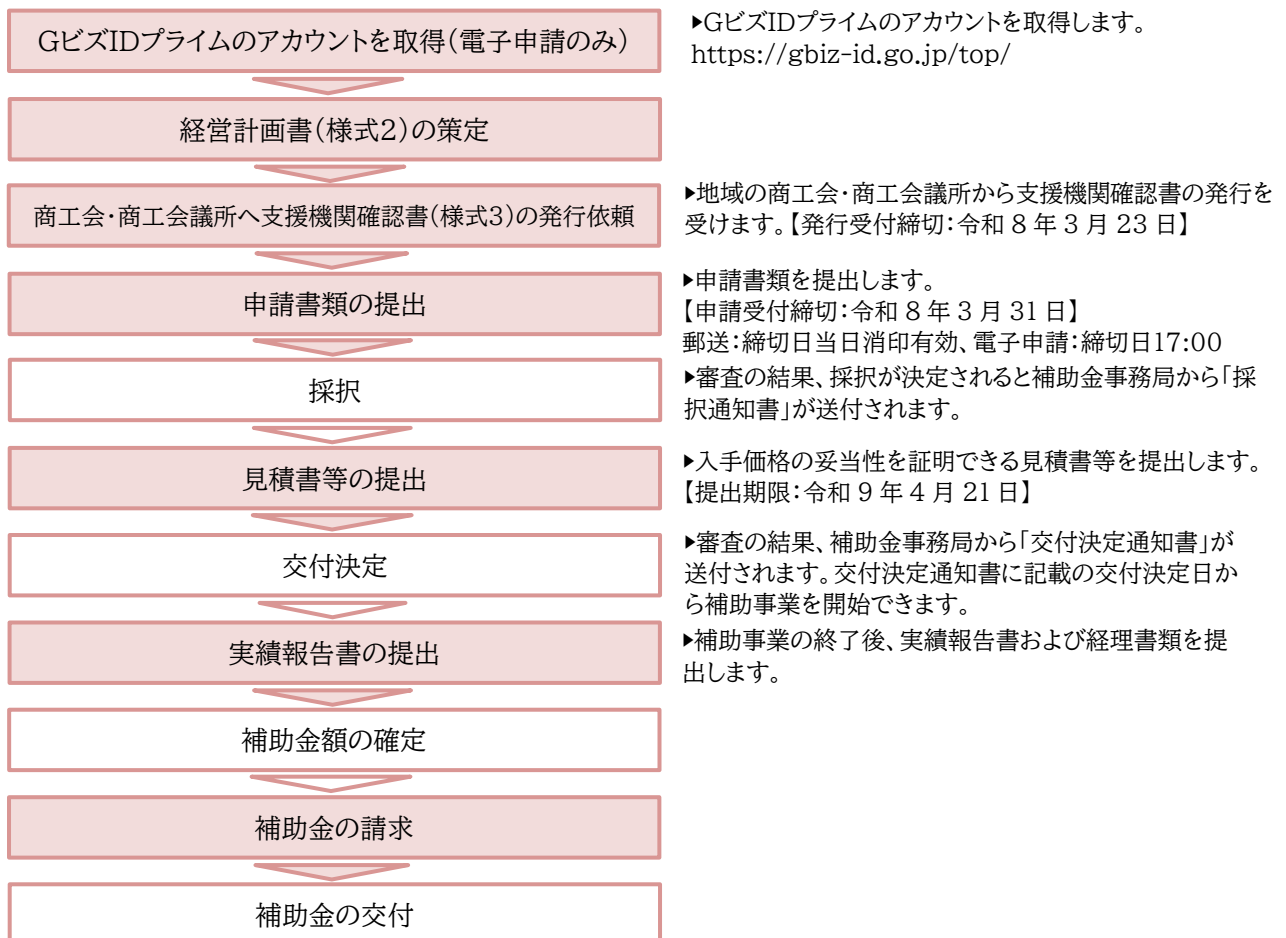 GビズIDプライムのアカウントを取得(電子申請のみ)
▶GビズIDプライムのアカウントを取得します。
https://gbiz-id.go.jp/top/
経営計画書(様式2)の策定
商工会・商工会議所へ支援機関確認書(様式3)の発行依頼
▶地域の商工会・商工会議所から支援機関確認書の発行を
受けます。【発行受付締切:令和 8 年 3 月 23 日】
申請書類の提出
▶申請書類を提出します。
【申請受付締切:令和 8 年 3 月 31 日】
郵送:締切日当日消印有効、電子申請:締切日17:00
採択
▶審査の結果、採択が決定されると補助金事務局から「採
択通知書」が送付されます。
見積書等の提出
▶入手価格の妥当性を証明できる見積書等を提出します。
【提出期限:令和 9 年 4 月 21 日】
交付決定
▶審査の結果、補助金事務局から「交付決定通知書」が
送付されます。交付決定通知書に記載の交付決定日か
ら補助事業を開始できます。
実績報告書の提出
▶補助事業の終了後、実績報告書および経理書類を提
出します。
補助金額の確定
補助金の請求
補助金の交付